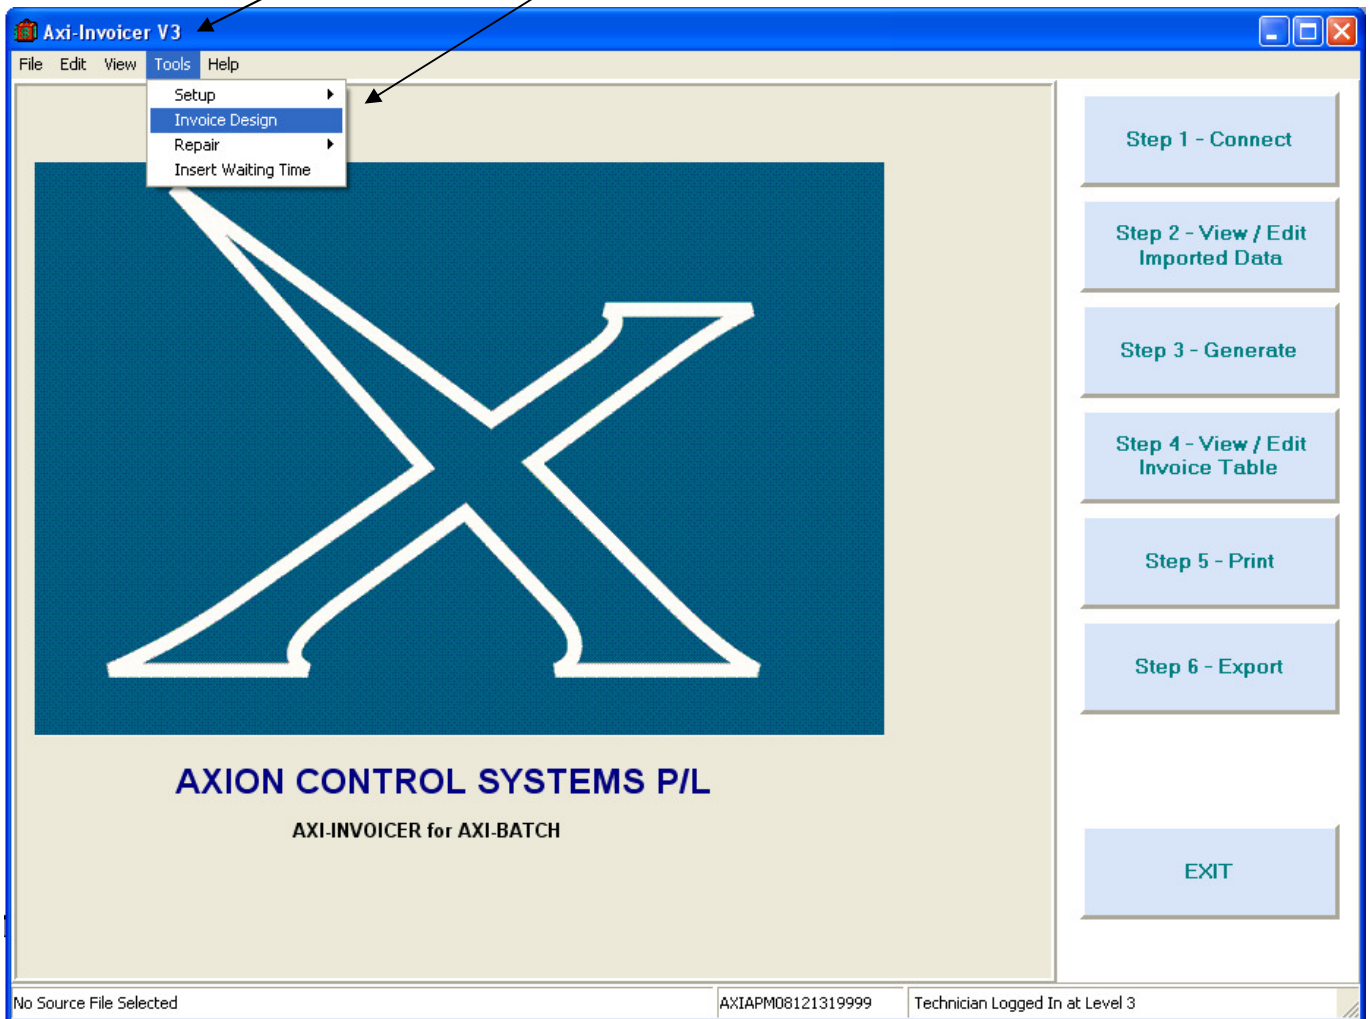 Axi-Invoicer V3
File Edit View Tools Help
Setup
Invoice Design
Repair
Insert Waiting Time
Step 1 - Connect
Step 2 - View / Edit
Imported Data
Step 3 - Generate
Step 4 - View / Edit
Invoice Table
Step 5 - Print
Step 6 - Export
AXION CONTROL SYSTEMS P/L
AXI-INVOICER for AXI-BATCH
EXIT
No Source File Selected
AXIAPM08121319999
Technician Logged In at Level 3